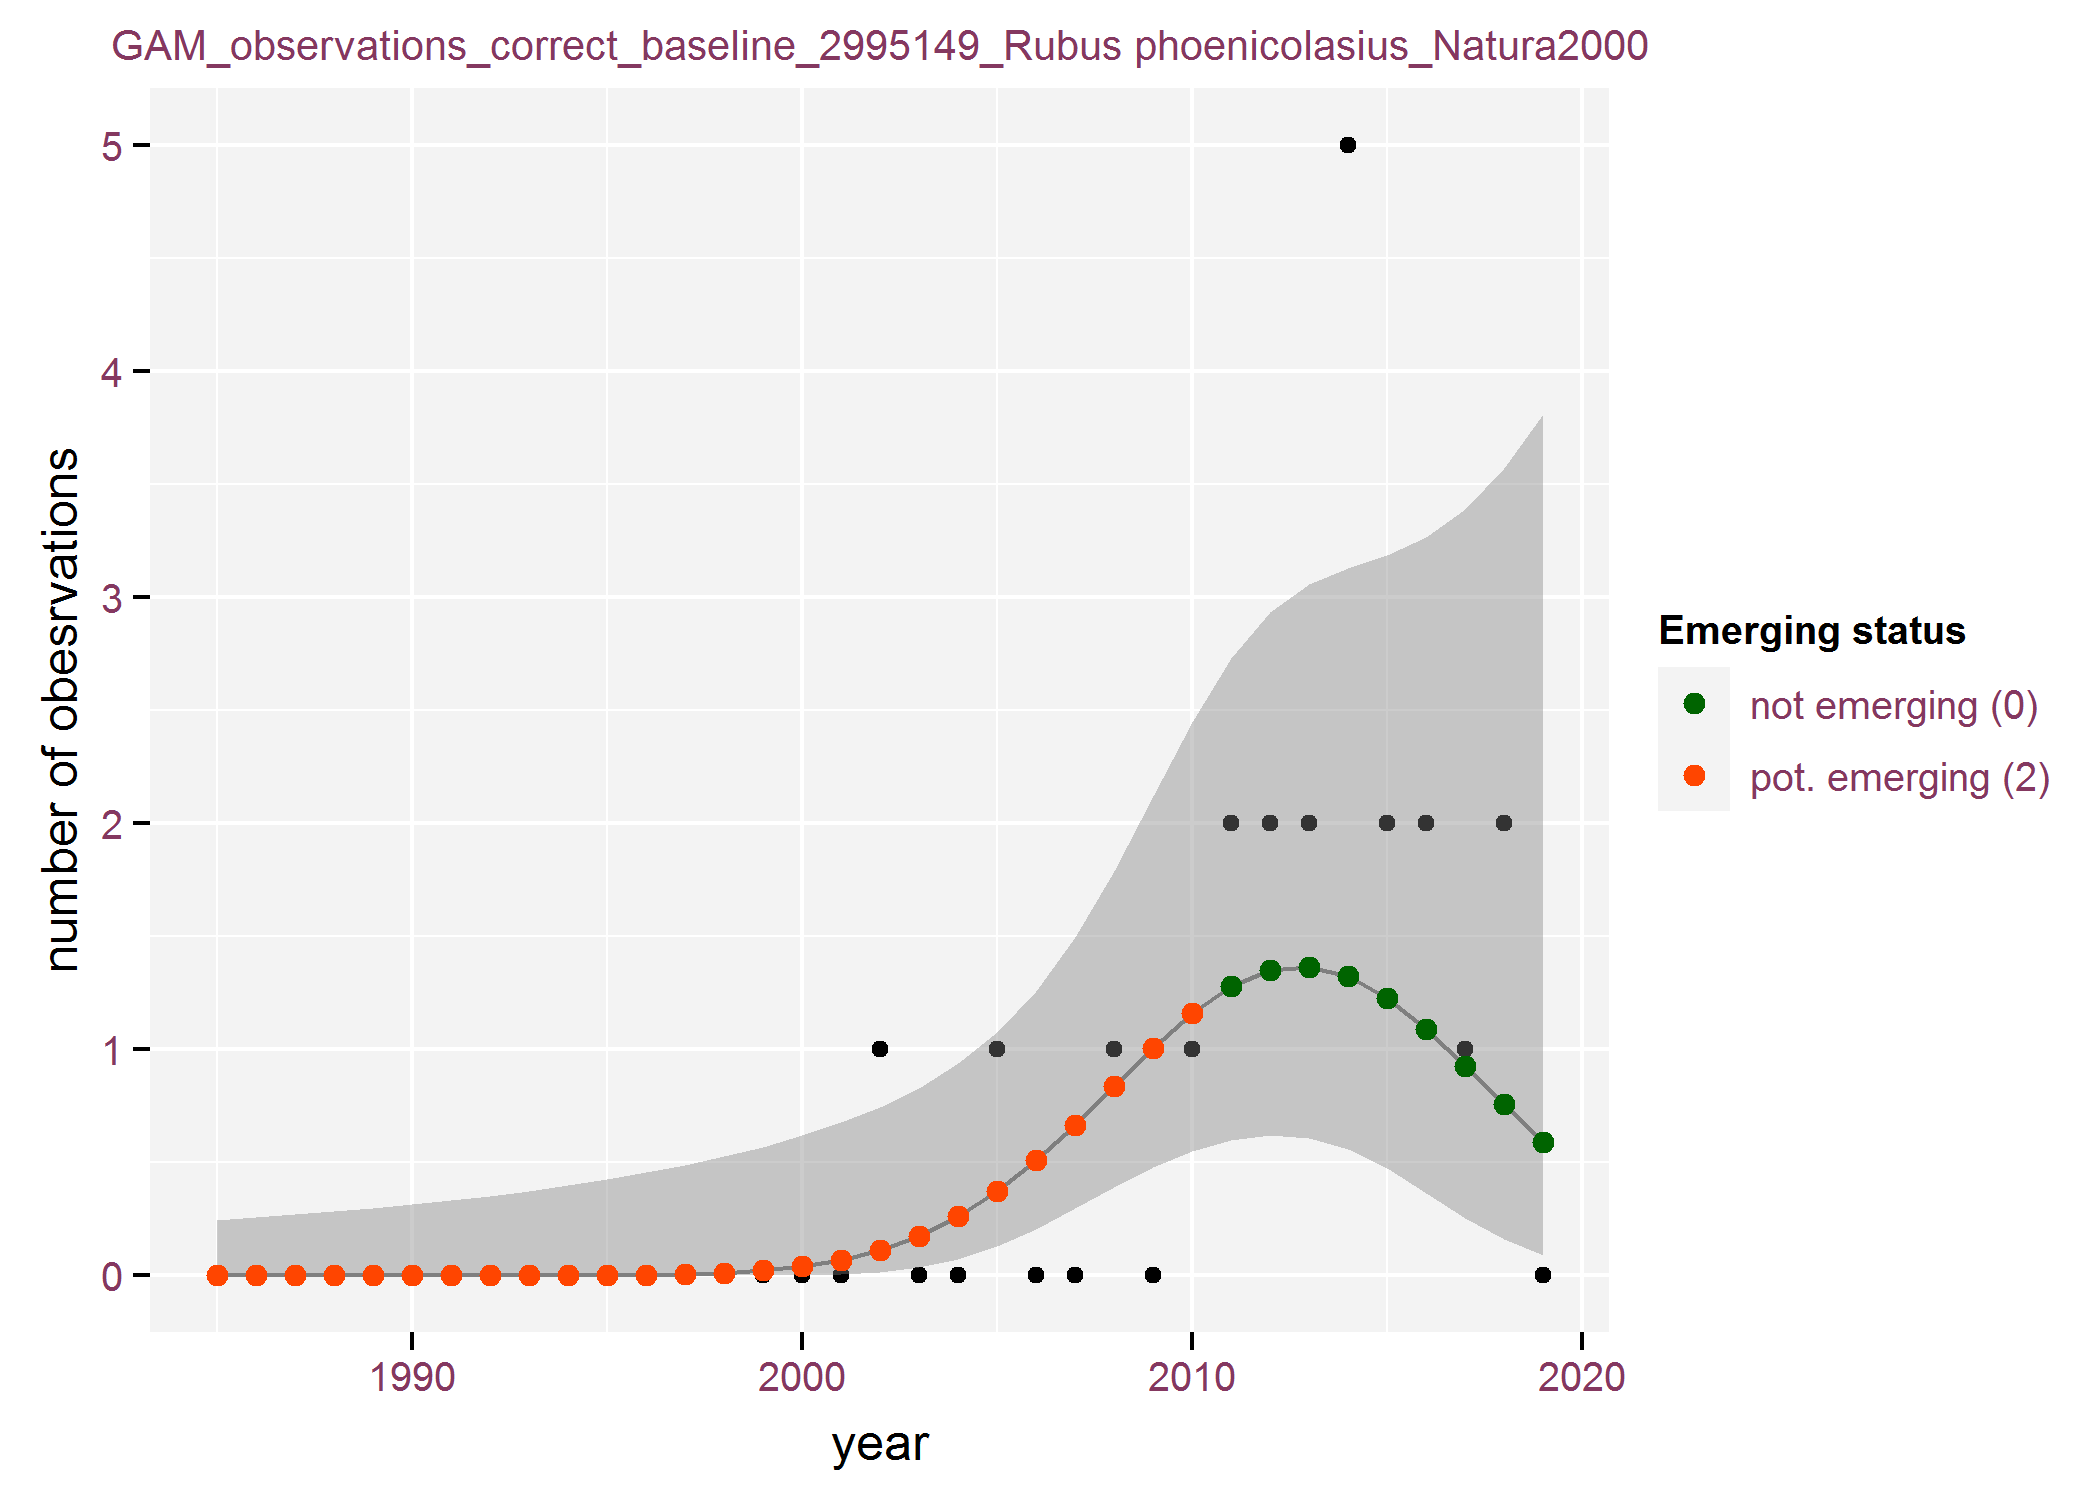 GAM_observations_correct_baseline_2995149_Rubus phoenicolasius_Natura2000
5
4
3
2
1
0
number of obesrvations
1990
2000
2010
2020
year
Emerging status
not emerging (0)
pot. emerging (2)